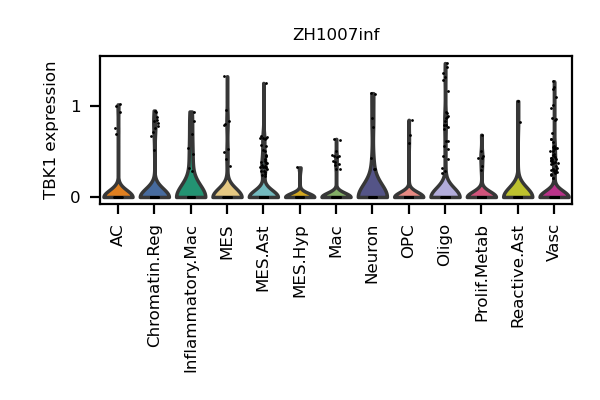 ZH1007inf
TBK1 expression
1
0
AC
Chromatin.Reg
Inflammatory.Mac
MES
MES.Ast
MES.Hyp
Mac
Neuron
OPC
Oligo
Prolif.Metab
Reactive.Ast
Vasc